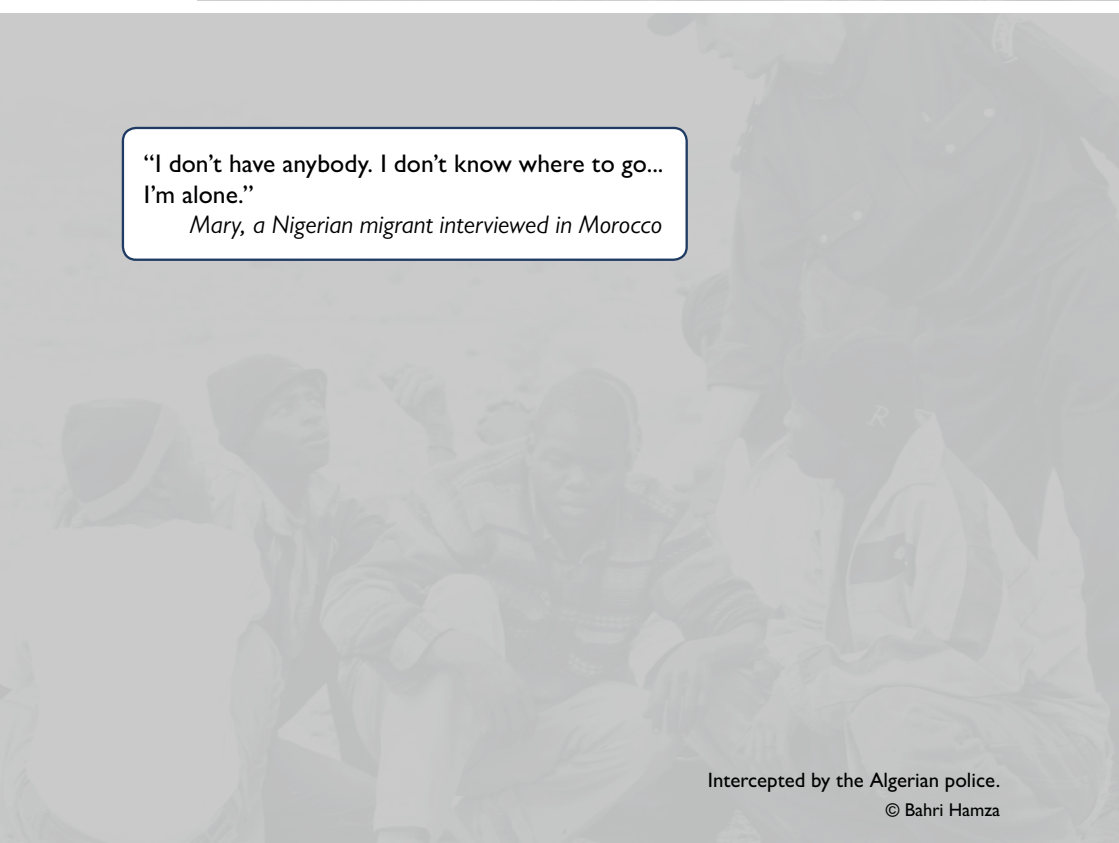 “I don’t have anybody. I don’t know where to go...
I’m alone.”
Mary, a Nigerian migrant interviewed in Morocco
R
Intercepted by the Algerian police.
© Bahri Hamza